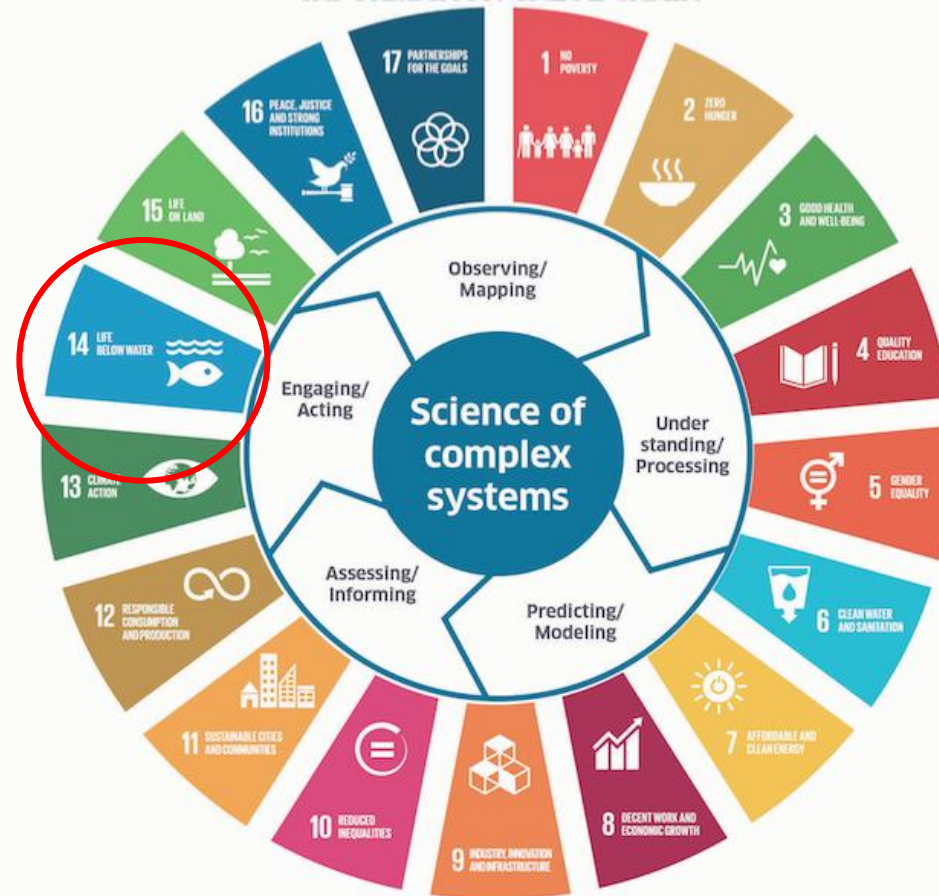 17 PARTNERSHIPS
FOR THE GOALS
1 NO
POVERTY
2 ZERO
HUNGER
3 GOOD HEALTH
AND WELL-BEING
4 QUALITY
EDUCATION
5 GENDER
EQUALITY
6 CLEAN WATER
AND SANITATION
7 AFFORDABLE AND
CLEAN ENERGY
8 DECENT WORK AND
ECONOMIC GROWTH
9 INDUSTRY, INNOVATION
AND INFRASTRUCTURE
10 REDUCED
INEQUALITIES
11 SUSTAINABLE CITIES
AND COMMUNITIES
12 RESPONSIBLE
CONSUMPTION
AND PRODUCTION
13 CLIMATE
ACTION
14 LIFE
BELOW WATER
15 LIFE
ON LAND
16 PEACE, JUSTICE
AND STRONG
INSTITUTIONS
Observing/
Mapping
Under
standing/
Processing
Predicting/
Modeling
Assessing/
Informing
Engaging/
Acting
Science of
complex
systems